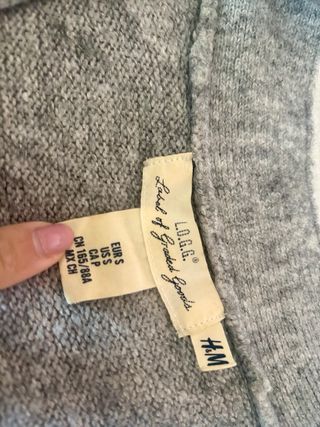 L.O.G.G.®
Label of Graded Goods
H&M
EUR S
US S
CA P
CN 165/88A
MX CH